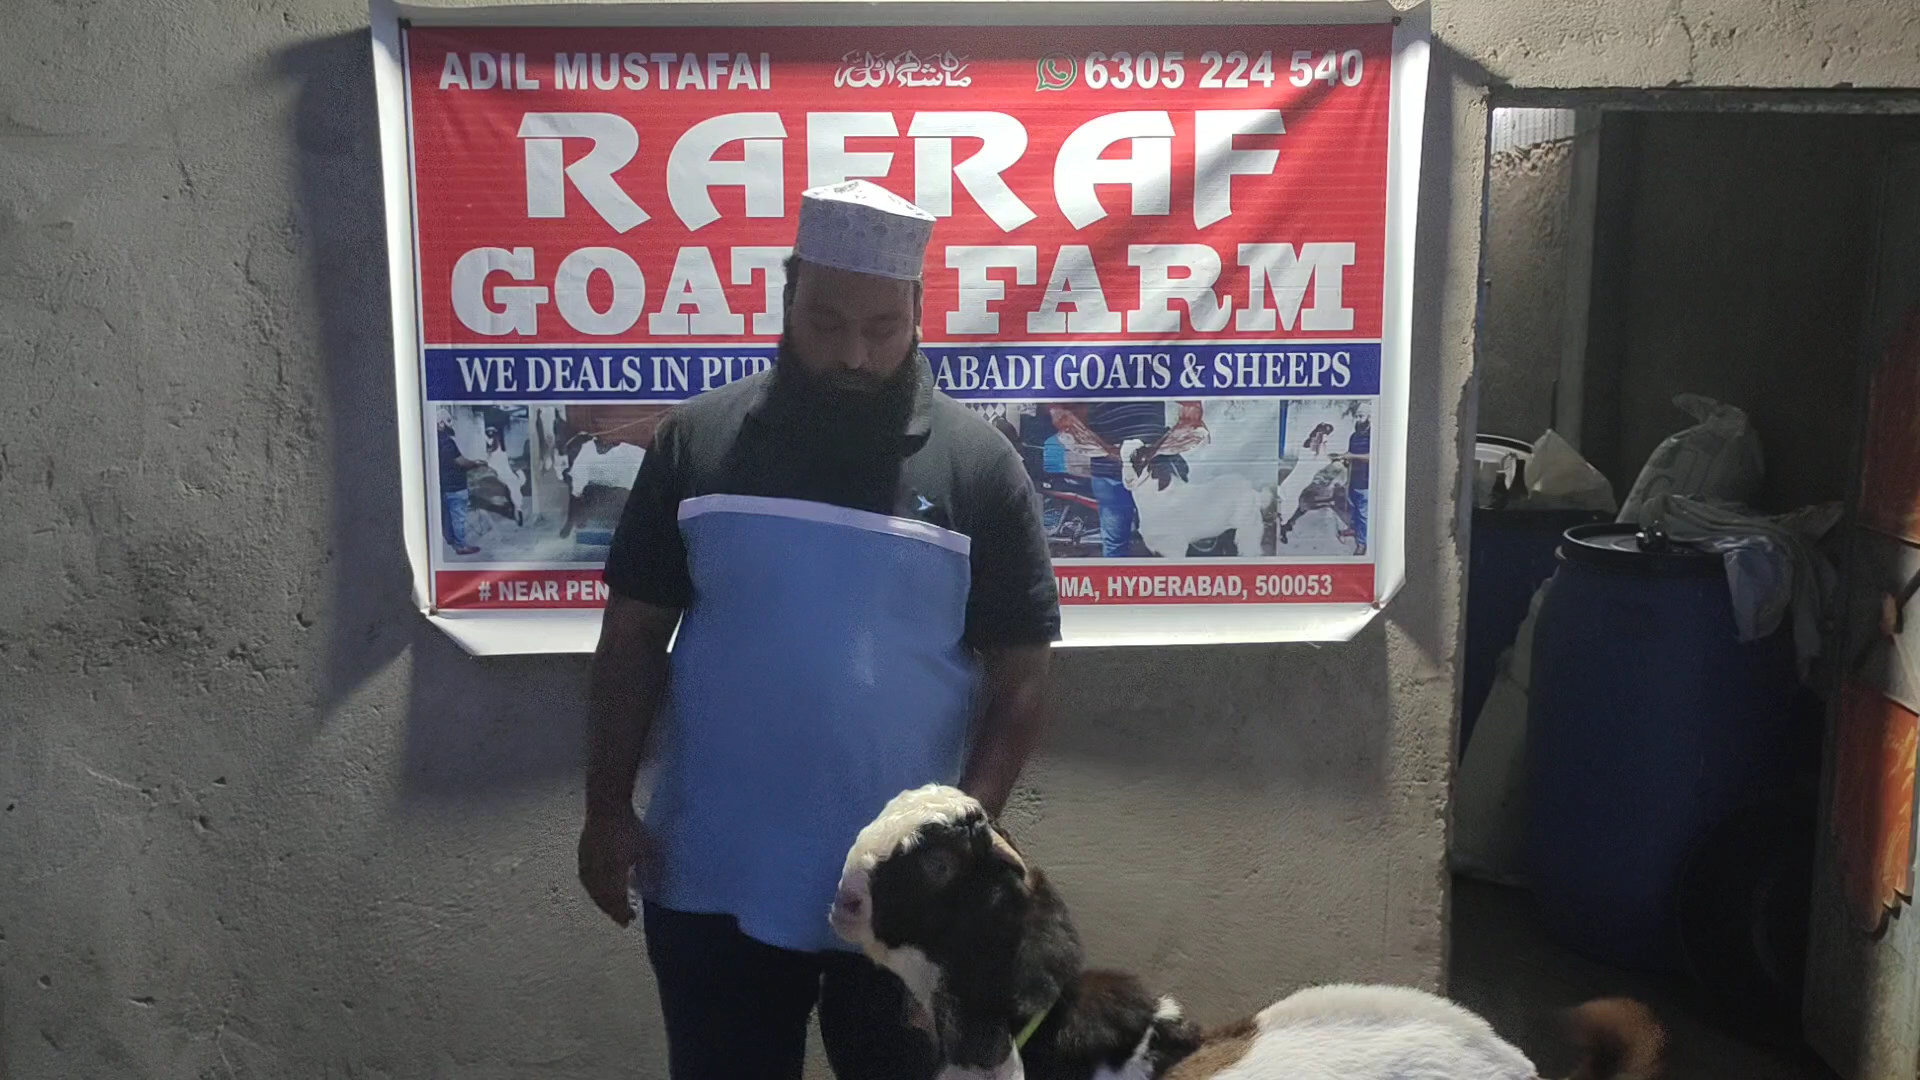 ADIL MUSTAFAI ماشاءالله 6305 224 540
RAFRAF
GOAT FARM
WE DEALS IN PUR ABADI GOATS & SHEEPS
# NEAR PEN MA, HYDERABAD, 500053